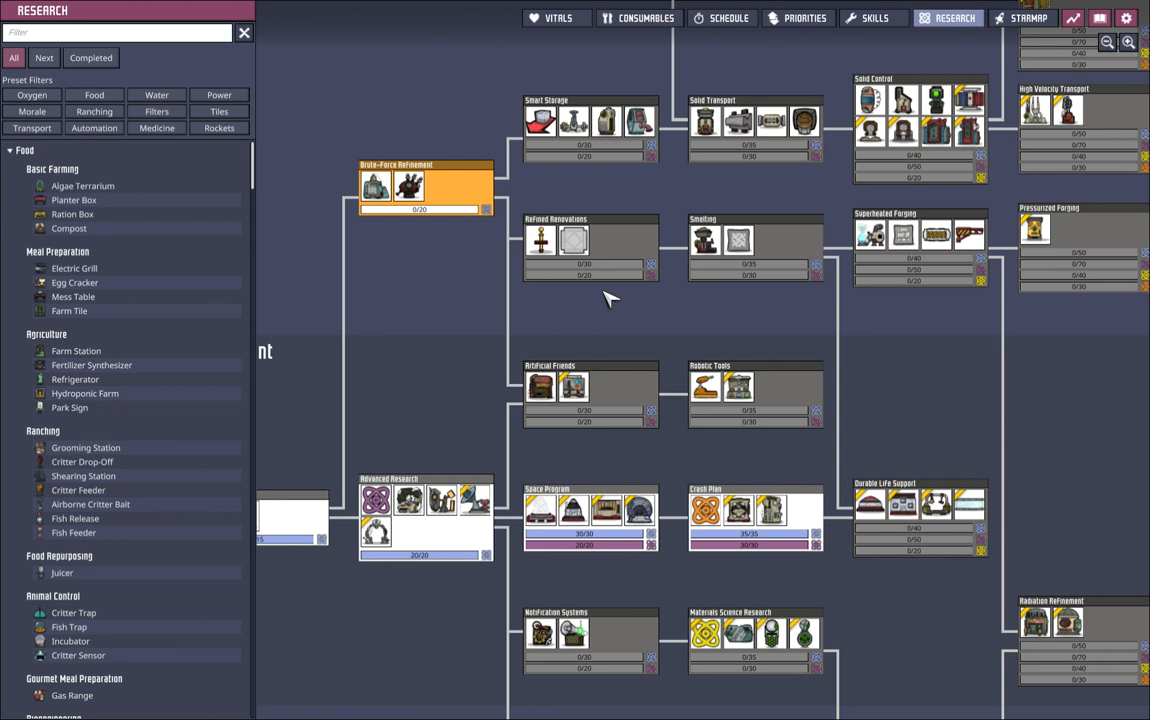 RESEARCH
VITALS
CONSUMABLES
SCHEDULE
PRIORITIES
SKILLS
RESEARCH
STARMAP
Filter
All
Next
Completed
Preset Filters
Oxygen
Food
Water
Power
Morale
Ranching
Filters
Tiles
Transport
Automation
Medicine
Rockets
Food
Basic Farming
Algae Terrarium
Planter Box
Ration Box
Compost
Meal Preparation
Electric Grill
Egg Cracker
Mess Table
Farm Tile
Agriculture
Farm Station
Fertilizer Synthesizer
Refrigerator
Hydroponic Farm
Park Sign
Ranching
Grooming Station
Critter Drop-Off
Shearing Station
Critter Feeder
Airborne Critter Bait
Fish Release
Fish Feeder
Food Repurposing
Juicer
Animal Control
Critter Trap
Fish Trap
Incubator
Critter Sensor
Gourmet Meal Preparation
Gas Range
nt
15
Brute-Force Refinement
0/20
Advanced Research
20/20
Smart Storage
0/30
0/20
Refined Renovations
0/30
0/20
Artificial Friends
0/30
0/20
Space Program
30/30
20/20
Notification Systems
0/30
0/20
Solid Transport
0/35
0/30
Smelting
0/35
0/30
Robotic Tools
0/35
0/30
Crash Plan
35/35
30/30
Materials Science Research
0/35
0/30
Solid Control
0/40
0/50
0/20
Superheated Forging
0/40
0/50
0/20
Durable Life Support
0/40
0/50
0/20
0/50
0/70
0/40
0/30
High Velocity Transport
0/50
0/70
0/40
0/30
Pressurized Forging
0/50
0/70
0/40
0/30
Radiation Refinement
0/50
0/70
0/40
0/30